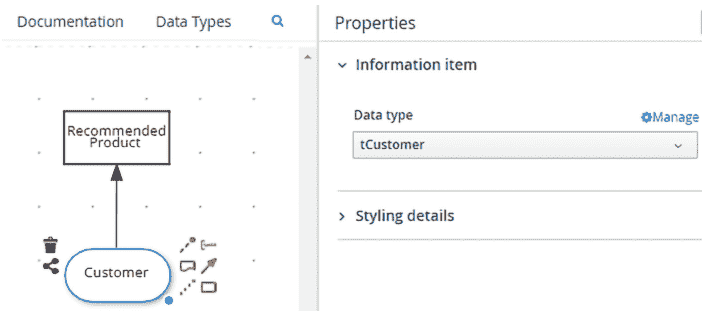 Documentation Data Types
Properties
Information item
Data type
Manage
tCustomer
Styling details
Recommended
Product
Customer